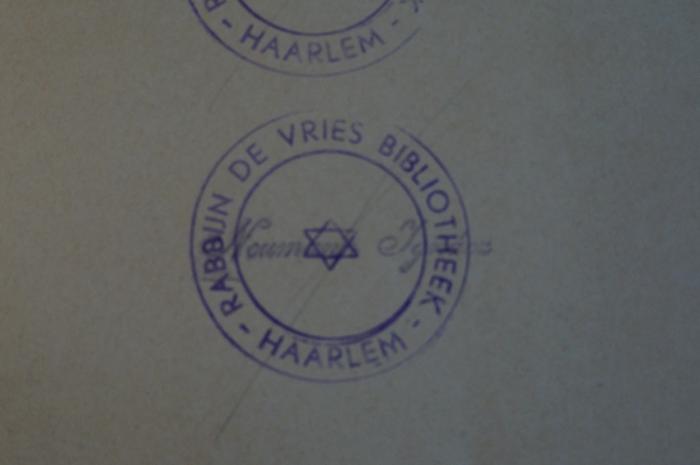 - HAARLEM -
RABBIJN DE VRIES BIBLIOTHEEK
- HAARLEM -